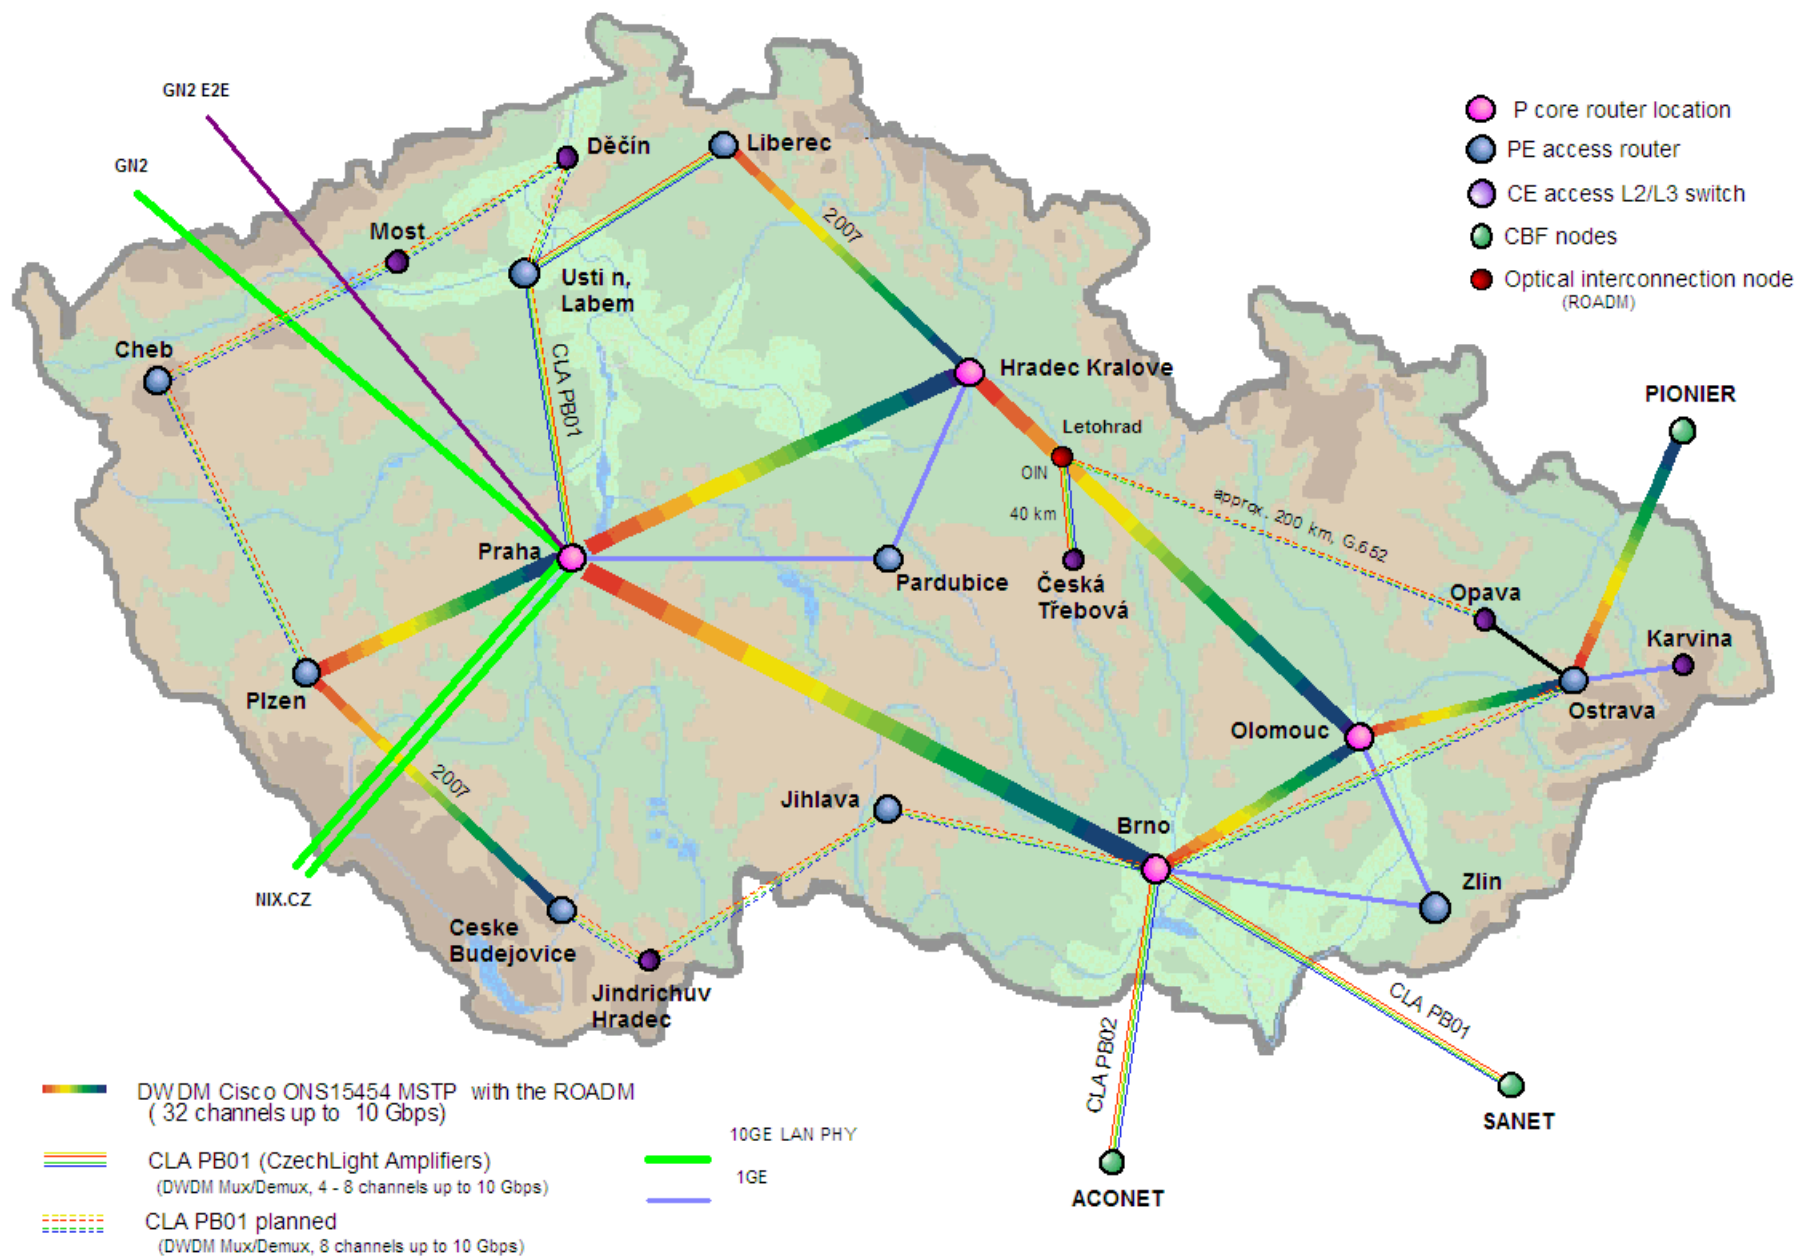 GN2 E2E
GN2
Děčín
Liberec
Most
Usti n,
Labem
2007
Cheb
CLA PB01
Hradec Kralove
Letohrad
OIN
40 km
approx. 200 km, G.652
PIONIER
Praha
Pardubice
Česká
Třebová
Opava
Karvina
Ostrava
Plzen
Olomouc
2007
Jihlava
Brno
Zlin
NIX.CZ
Ceske
Budejovice
Jindrichuv
Hradec
CLA PB02
CLA PB01
SANET
ACONET
P core router location
PE access router
CE access L2/L3 switch
CBF nodes
Optical interconnection node
(ROADM)
DWDM Cisco ONS15454 MSTP with the ROADM
( 32 channels up to 10 Gbps)
CLA PB01 (CzechLight Amplifiers)
(DWDM Mux/Demux, 4 - 8 channels up to 10 Gbps)
CLA PB01 planned
(DWDM Mux/Demux, 8 channels up to 10 Gbps)
10GE LAN PHY
1GE